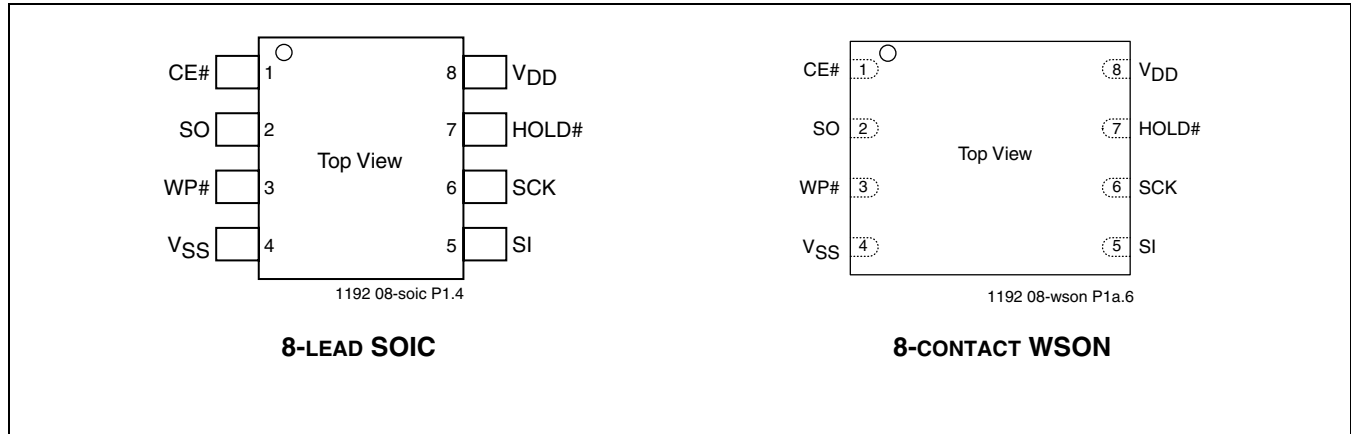 CE# 1 8 VDD
SO 2 7 HOLD#
Top View
WP# 3 6 SCK
VSS 4 5 SI
1192 08-soic P1.4
8-LEAD SOIC
CE# 1 8 VDD
SO 2 7 HOLD#
Top View
WP# 3 6 SCK
VSS 4 5 SI
1192 08-wson P1a.6
8-CONTACT WSON